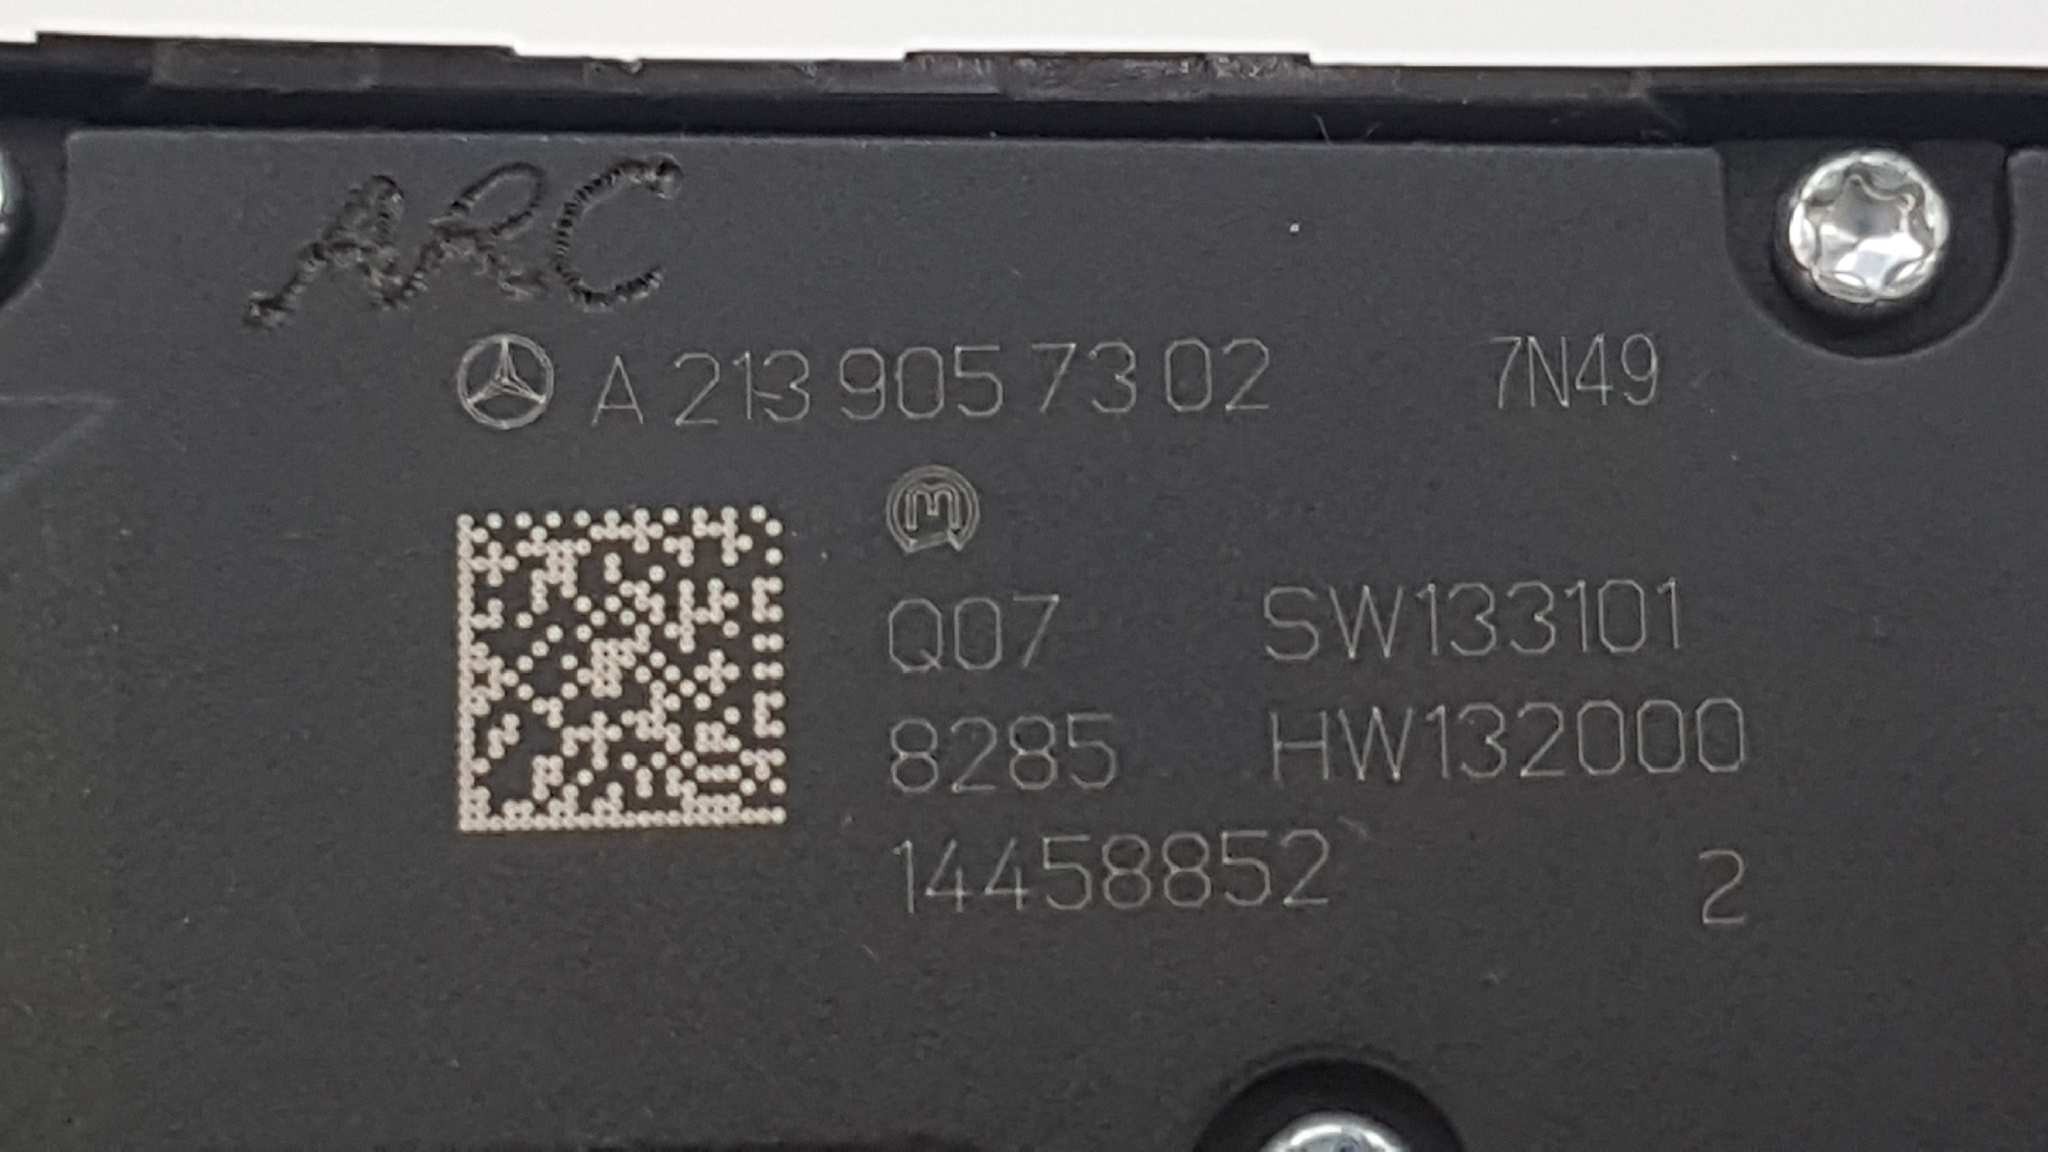 ARC
A 213 905 73 02 7N49
m
Q07 SW133101
8285 HW132000
14458852 2